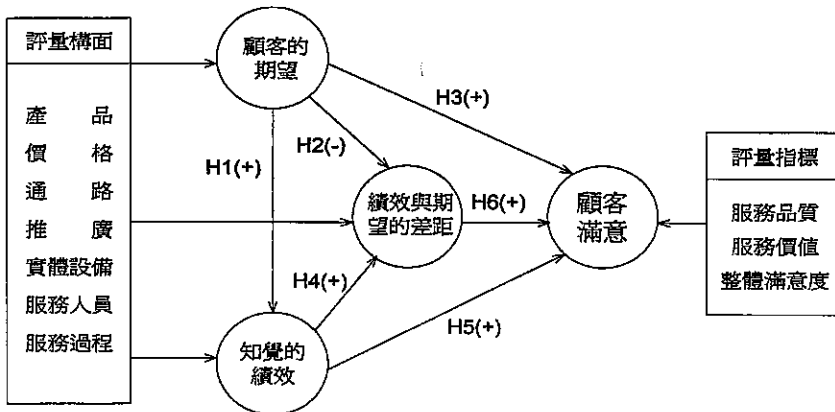 評量構面
產品
價格
通路
推廣
實體設備
服務人員
服務過程
顧客的
期望
H1(+)
H2(-)
H3(+)
績效與期
望的差距
H4(+)
H5(+)
H6(+)
知覺的
績效
顧客
滿意
評量指標
服務品質
服務價值
整體滿意度